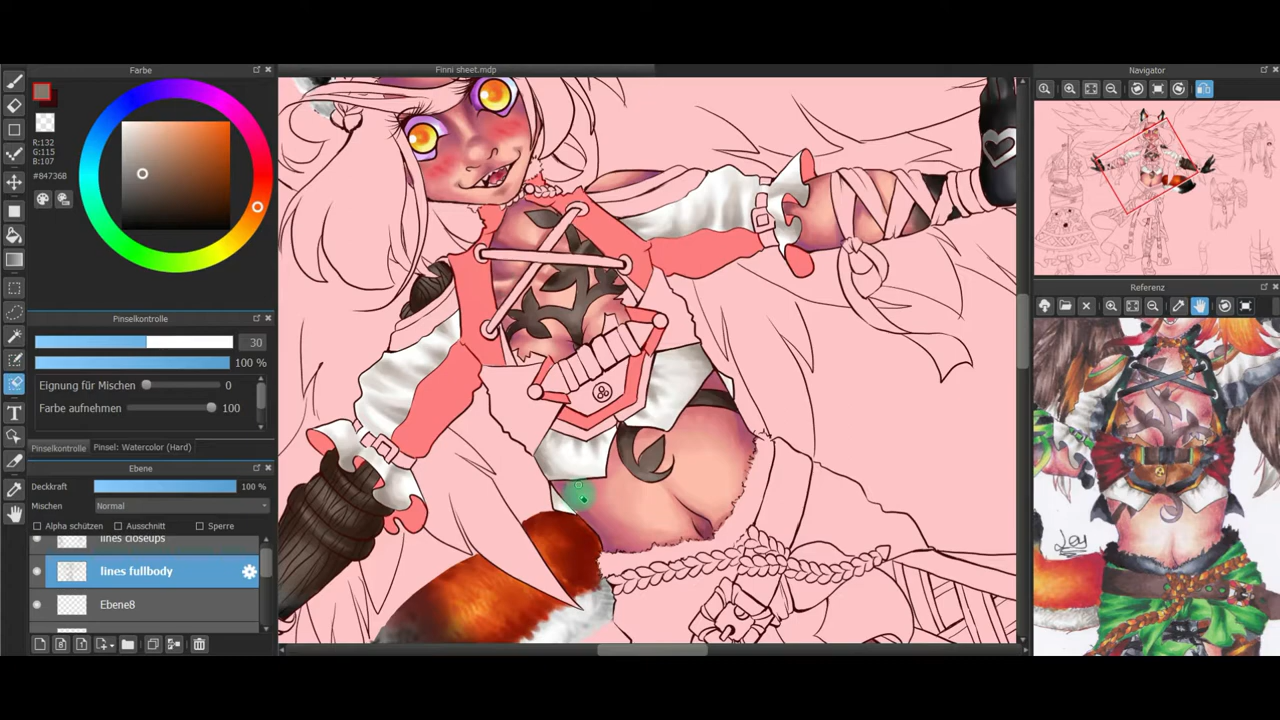 Farbe
Finni sheet.mdp
Navigator
R:132
G:115
B:107
#84736B
Referenz
Pinselkontrolle
30
100 %
Eignung für Mischen
0
Farbe aufnehmen
100
Pinselkontrolle
Pinsel: Watercolor (Hard)
Ebene
Deckkraft
100 %
Mischen
Normal
Alpha schützen
Ausschnitt
Sperre
lines closeups
lines fullbody
Ebene8